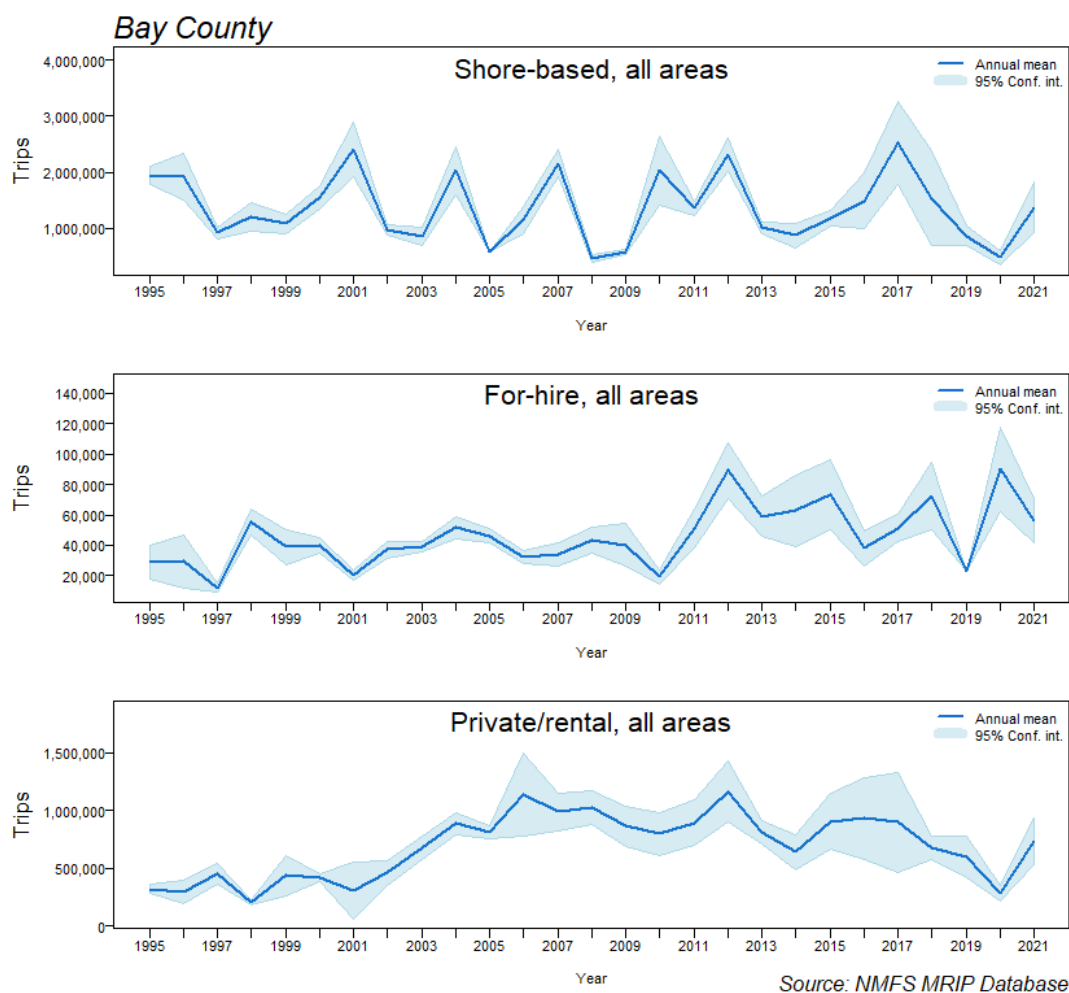 Bay County
Shore-based, all areas
Annual mean
95% Conf. int.
Trips
4,000,000
3,000,000
2,000,000
1,000,000
1995 1997 1999 2001 2003 2005 2007 2009 2011 2013 2015 2017 2019 2021
Year
For-hire, all areas
Annual mean
95% Conf. int.
Trips
140,000
120,000
100,000
80,000
60,000
40,000
20,000
1995 1997 1999 2001 2003 2005 2007 2009 2011 2013 2015 2017 2019 2021
Year
Private/rental, all areas
Annual mean
95% Conf. int.
Trips
1,500,000
1,000,000
500,000
0
1995 1997 1999 2001 2003 2005 2007 2009 2011 2013 2015 2017 2019 2021
Year
Source: NMFS MRIP Database